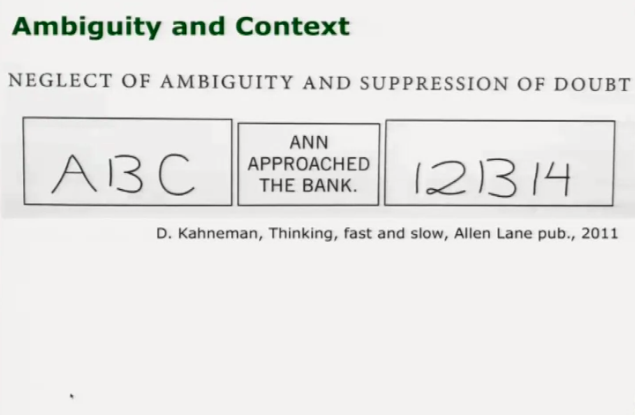 Ambiguity and Context
NEGLECT OF AMBIGUITY AND SUPPRESSION OF DOUBT
A B C
ANN
APPROACHED
THE BANK.
12 13 14
D. Kahneman, Thinking, fast and slow, Allen Lane pub., 2011